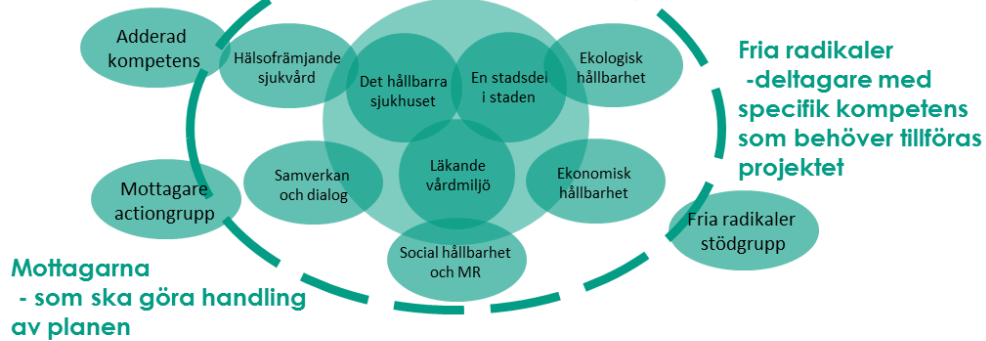 Adderad
kompetens
Hälsofrämjande
sjukvård
Det hållbarra
sjukhuset
En stadsdel
i staden
Ekologisk
hållbarhet
Fria radikaler
-deltagare med
specifik kompetens
som behöver tillföras
projektet
Mottagare
actiongrupp
Samverkan
och dialog
Läkande
vårdmiljö
Ekonomisk
hållbarhet
Fria radikaler
stödgrupp
Social hållbarhet
och MR
Mottagarna
- som ska göra handling
av planen